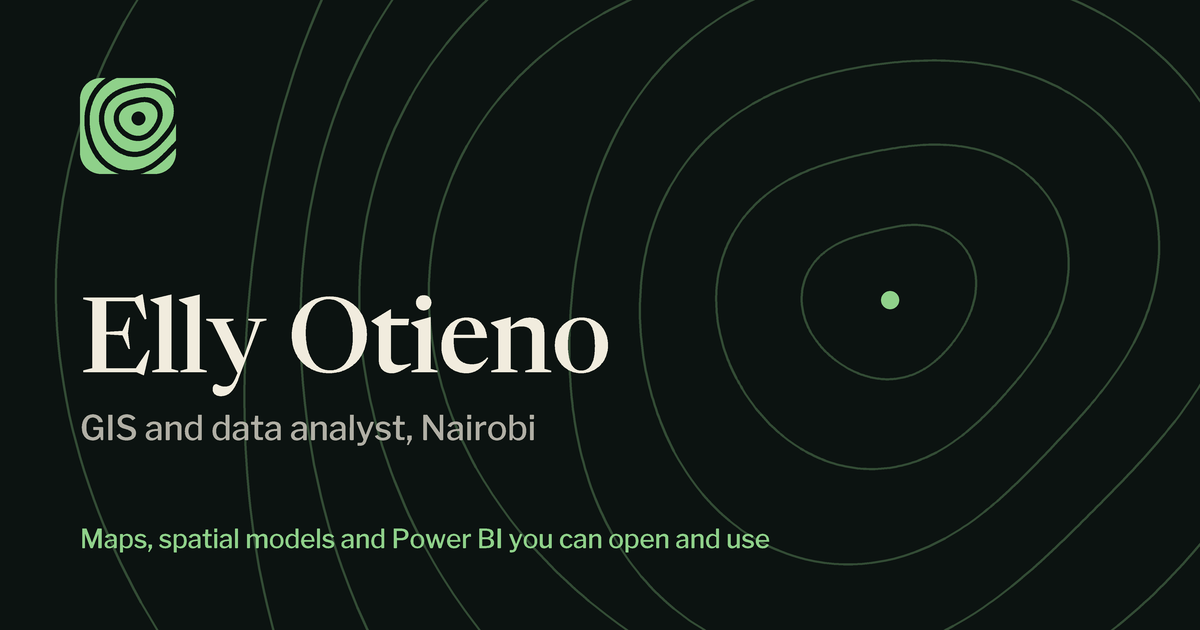 Elly Otieno
GIS and data analyst, Nairobi
Maps, spatial models and Power BI you can open and use